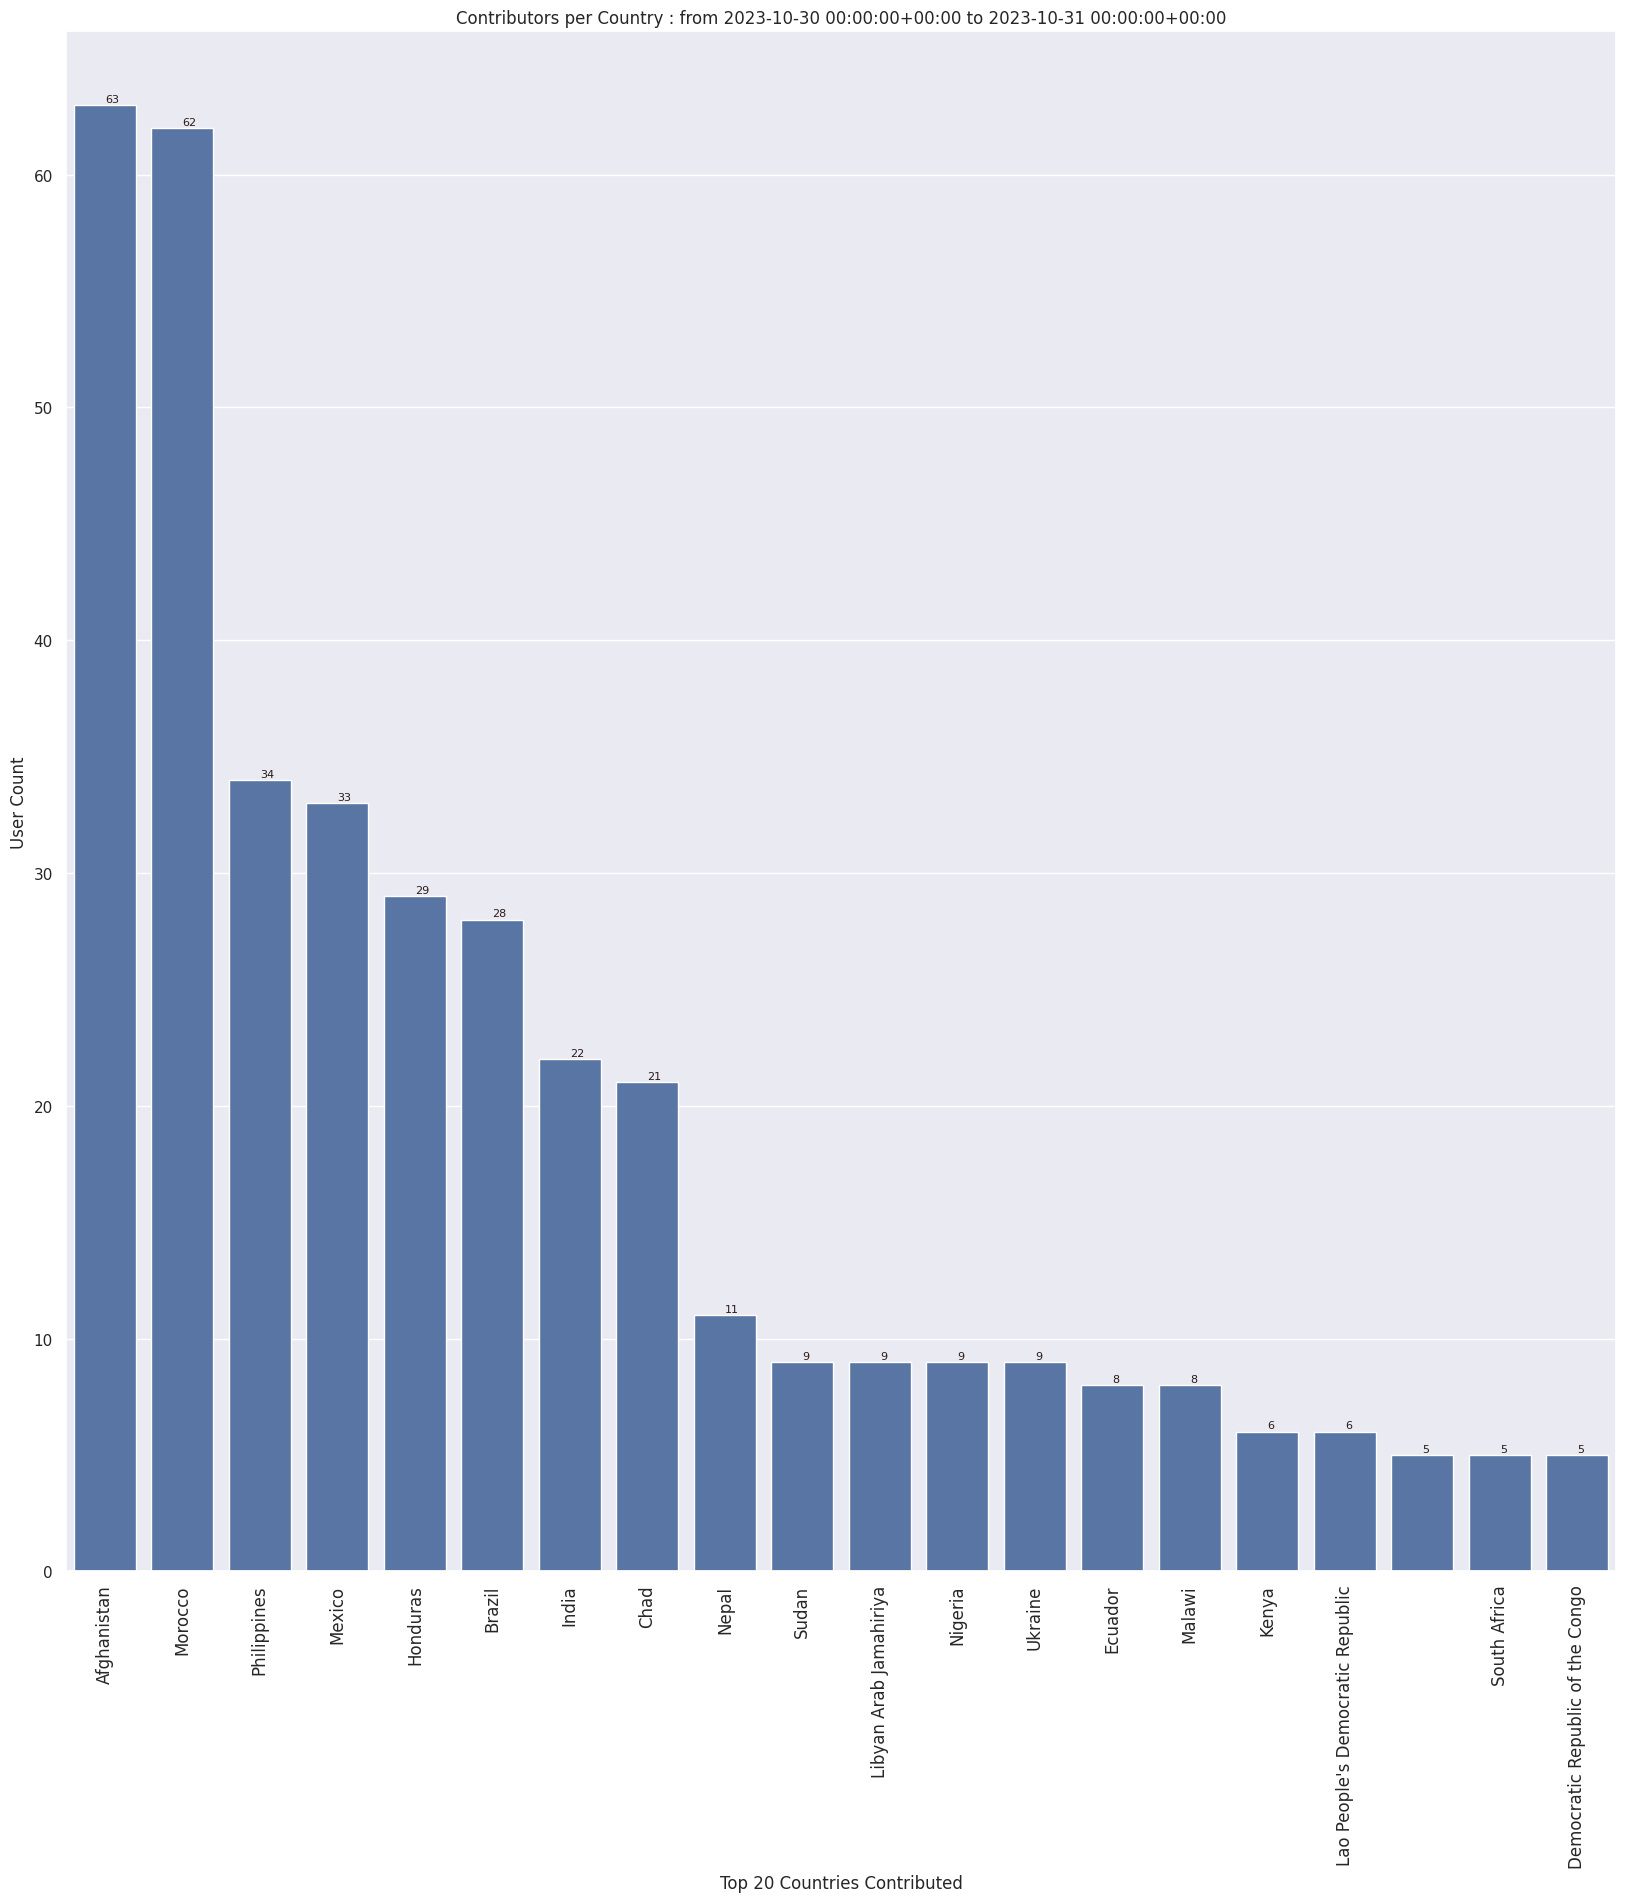 Contributors per Country : from 2023-10-30 00:00:00+00:00 to 2023-10-31 00:00:00+00:00
User Count
60
50
40
30
20
10
0
63
62
34
33
29
28
22
21
11
9
9
9
9
8
8
6
6
5
5
5
Afghanistan
Morocco
Philippines
Mexico
Honduras
Brazil
India
Chad
Nepal
Sudan
Libyan Arab Jamahiriya
Nigeria
Ukraine
Ecuador
Malawi
Kenya
Lao People's Democratic Republic
South Africa
Democratic Republic of the Congo
Top 20 Countries Contributed